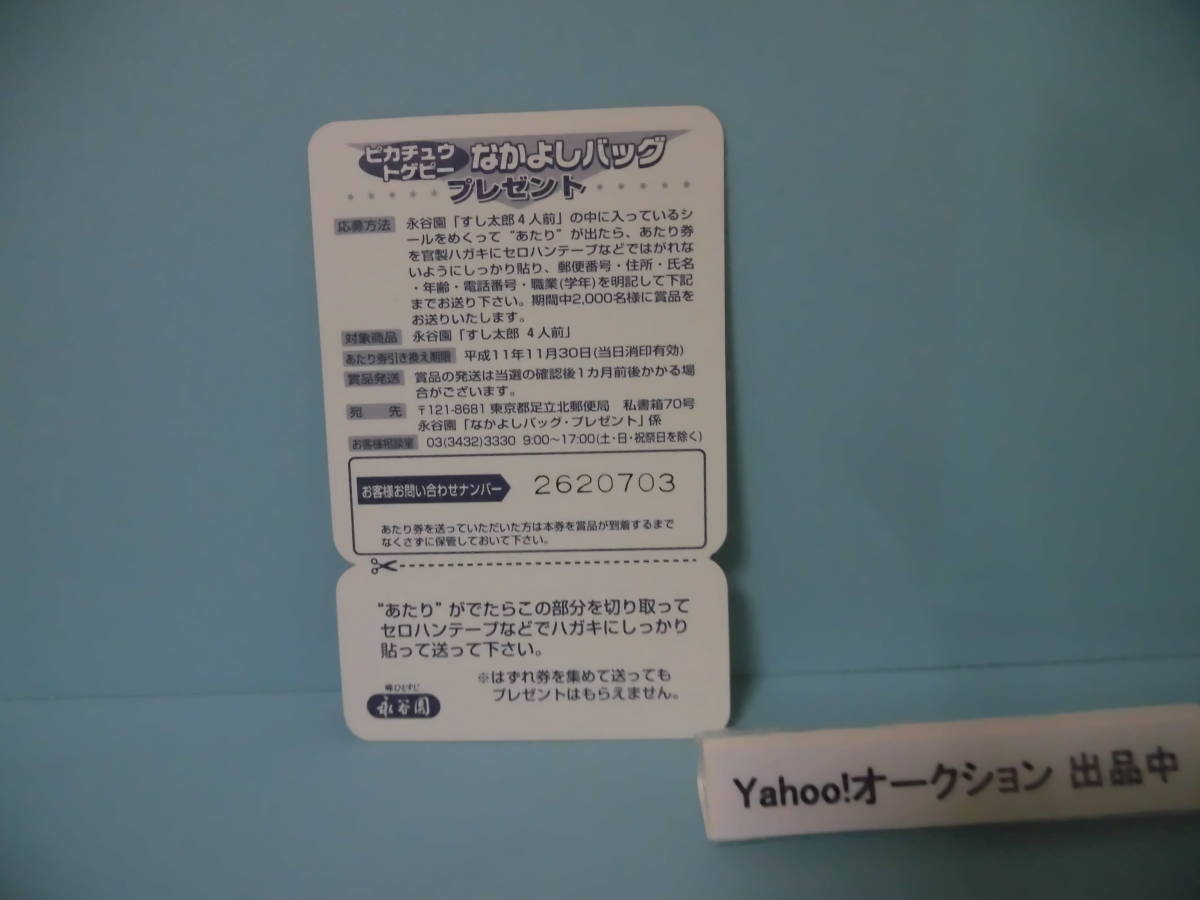 ピカチュウ
トゲピー
なかよしバッグ
プレゼント
応募方法 永谷園「すし太郎4人前」の中に入っているシ
ールをめくって“あたり”が出たら、あたり券
を官製ハガキにセロハンテープなどではがれな
いようにしっかり貼り、郵便番号・住所・氏名
・年齢・電話番号・職業(学年)を明記して下記
までお送り下さい。期間中2,000名様に賞品を
お送りいたします。
対象商品 永谷園「すし太郎 4人前」
あたり券引き換え期限 平成11年11月30日(当日消印有効)
賞品発送 賞品の発送は当選の確認後1カ月前後かかる場
合がございます。
宛 先 〒121-8681 東京都足立北郵便局 私書箱70号
永谷園「なかよしバッグ・プレゼント」係
お客様相談室 03(3432)3330 9:00〜17:00(土・日・祝祭日を除く)
お客様お問い合わせナンバー 2620703
あたり券を送っていただいた方は本券を賞品が到着するまで
なくさずに保管しておいて下さい。
“あたり”がでたらこの部分を切り取って
セロハンテープなどでハガキにしっかり
貼って送って下さい。
※はずれ券を集めて送っても
プレゼントはもらえません。
味ひとすじ
永谷園
Yahoo!オークション 出品中